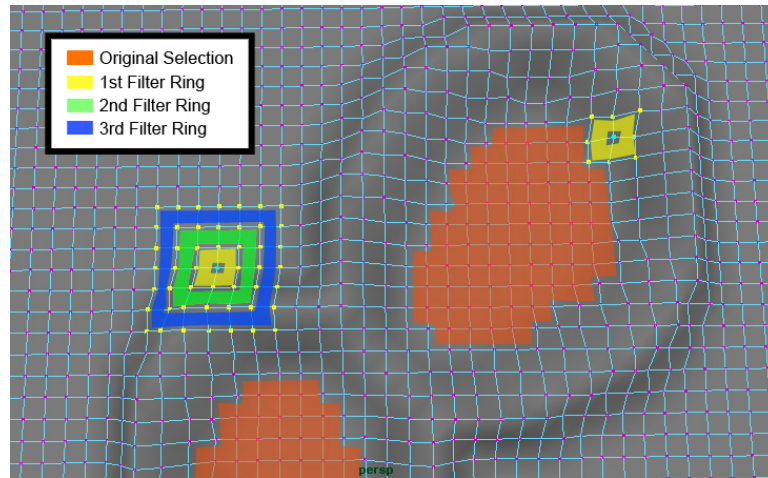 Original Selection
1st Filter Ring
2nd Filter Ring
3rd Filter Ring
persp